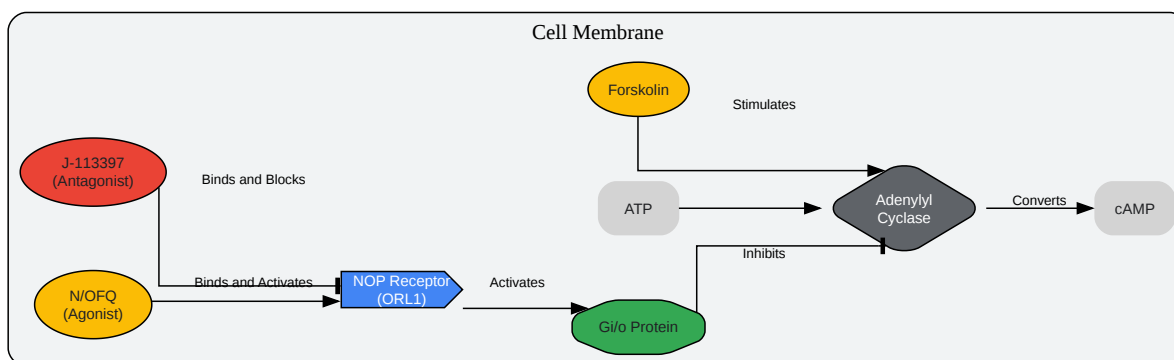 Cell Membrane
Forskolin
Stimulates
J-113397
(Antagonist)
Binds and Blocks
ATP
Adenylyl
Cyclase
Converts
cAMP
Inhibits
N/OFQ
(Agonist)
Binds and Activates
NOP Receptor
(ORL1)
Activates
Gi/o Protein